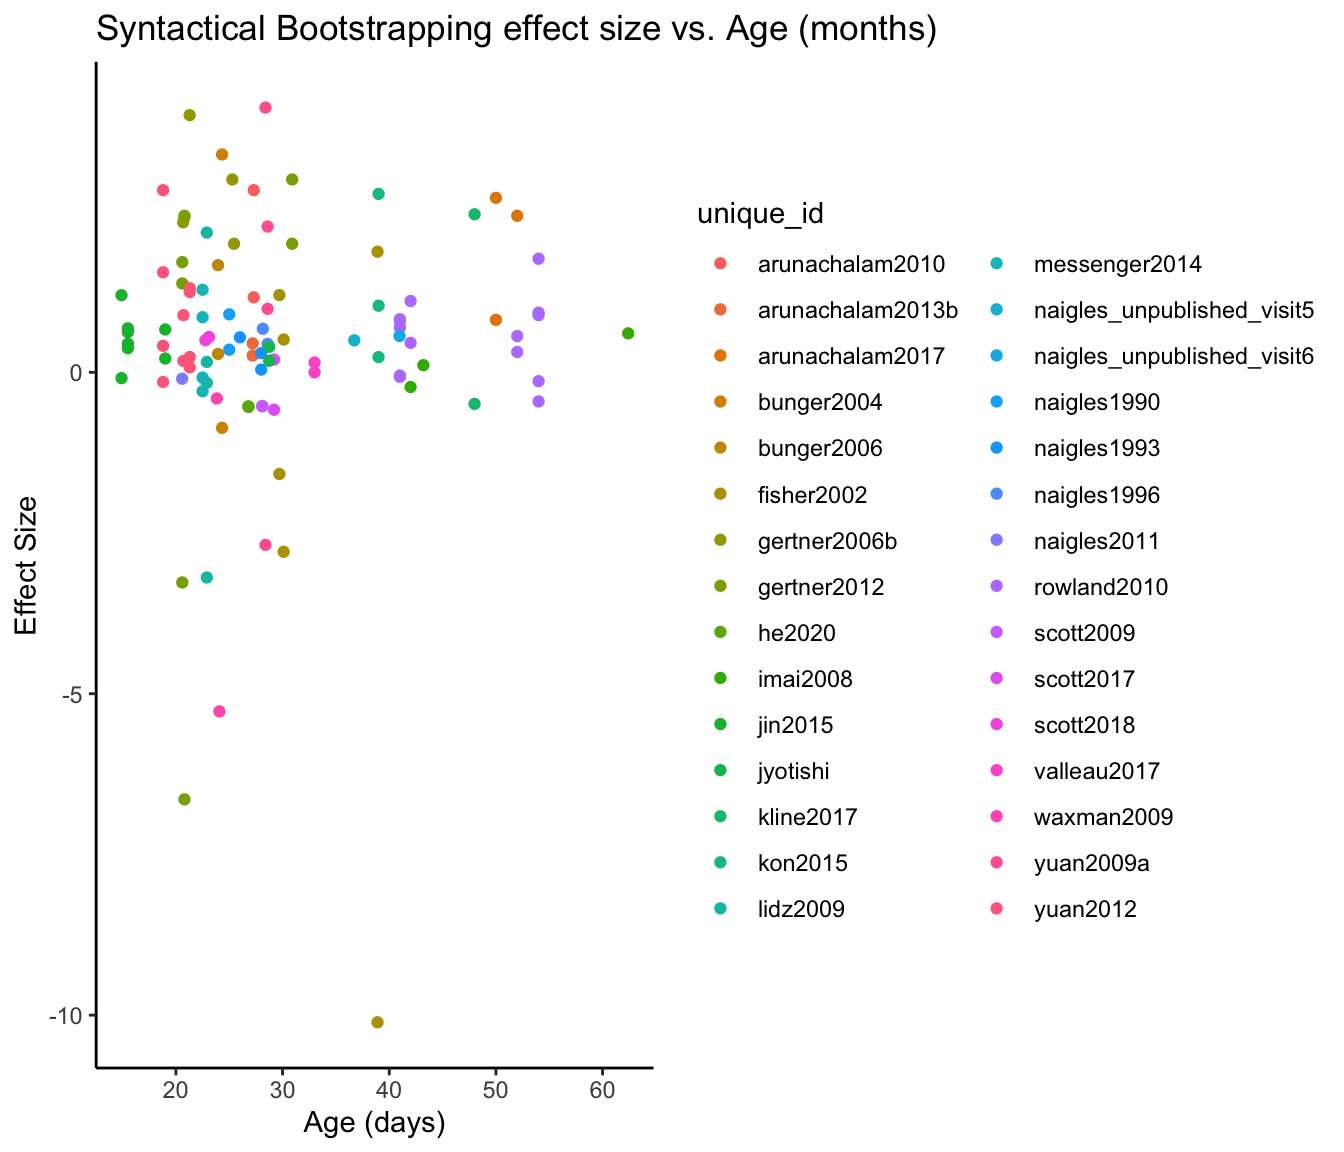 Syntactical Bootstrapping effect size vs. Age (months)
Effect Size
0
-5
-10
20 30 40 50 60
Age (days)
unique_id
arunachalam2010
arunachalam2013b
arunachalam2017
bunger2004
bunger2006
fisher2002
gertner2006b
gertner2012
he2020
imai2008
jin2015
jyotishi
kline2017
kon2015
lidz2009
messenger2014
naigles_unpublished_visit5
naigles_unpublished_visit6
naigles1990
naigles1993
naigles1996
naigles2011
rowland2010
scott2009
scott2017
scott2018
valleau2017
waxman2009
yuan2009a
yuan2012